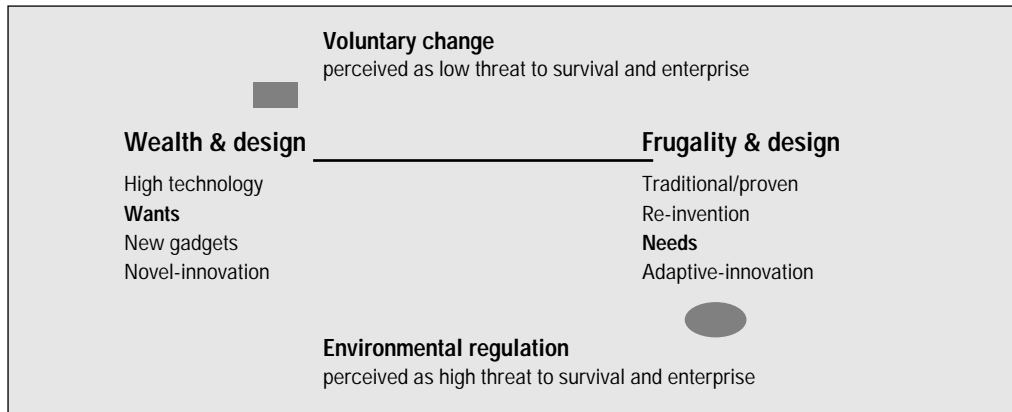 Voluntary change
perceived as low threat to survival and enterprise
Wealth & design
High technology
Wants
New gadgets
Novel-innovation
Frugality & design
Traditional/proven
Re-invention
Needs
Adaptive-innovation
Environmental regulation
perceived as high threat to survival and enterprise